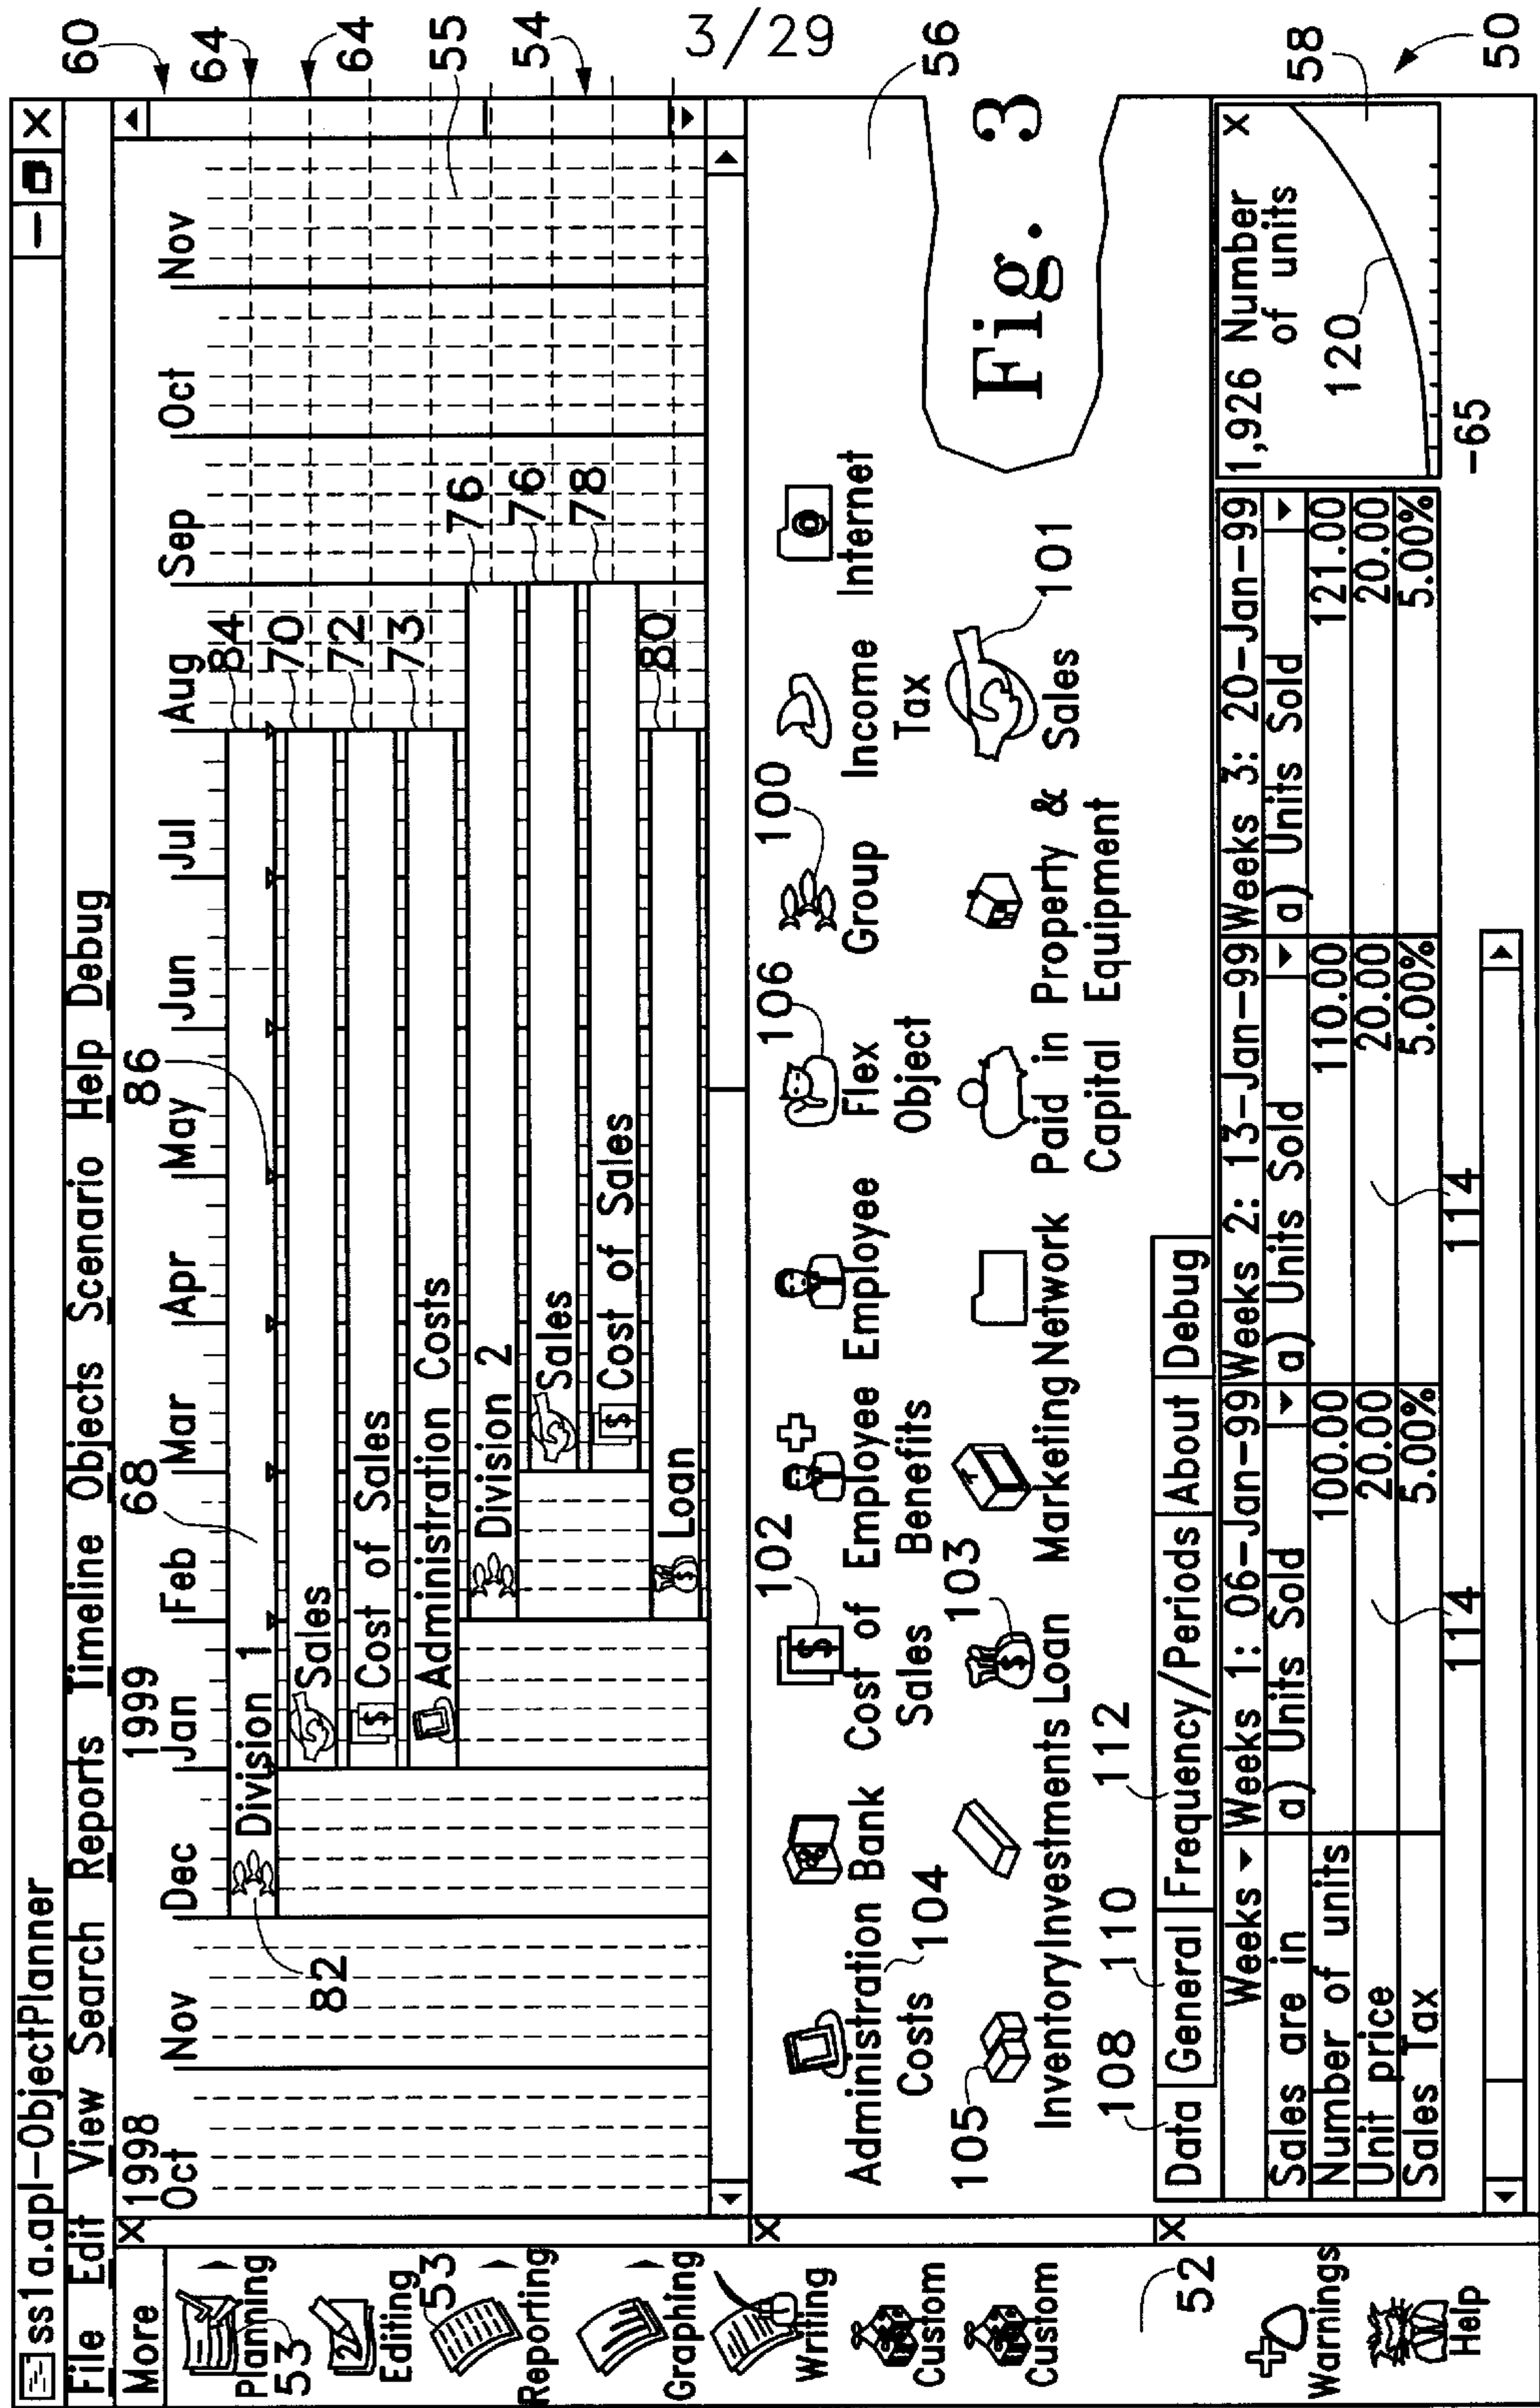 3/29
ss1a.apl-ObjectPlanner
File Edit View Search Reports Timeline Objects Scenario Help Debug
60
64
64
55
54
More
1998
1999
68
86
Oct Nov Dec Jan Feb Mar Apr May Jun Jul Aug Sep Oct Nov
Division 1
84
82
Sales
70
Cost of Sales
72
Administration Costs
73
Division 2
76
Sales
76
Cost of Sales
78
Loan
80
Planning
53
Editing
53
Reporting
Graphing
Writing
Custom
Custom
52
Warnings
Help
102
106
100
56
Administration Costs
104
Bank
Cost of Sales
Employee Benefits
Employee
Flex Object
Group
Income Tax
Internet
105
103
101
Inventory
Investments
Loan
Marketing
Network
Paid in Capital
Property & Equipment
Sales
Fig. 3
108
110
112
Data General Frequency/Periods About Debug
Weeks Weeks 1: 06-Jan-99 Weeks 2: 13-Jan-99 Weeks 3: 20-Jan-99
Sales are in a) Units Sold a) Units Sold a) Units Sold
Number of units 100.00 110.00 121.00
Unit price 20.00 20.00 20.00
Sales Tax 5.00% 5.00% 5.00%
114
114
1,926 Number
of units
X
120
58
-65
50